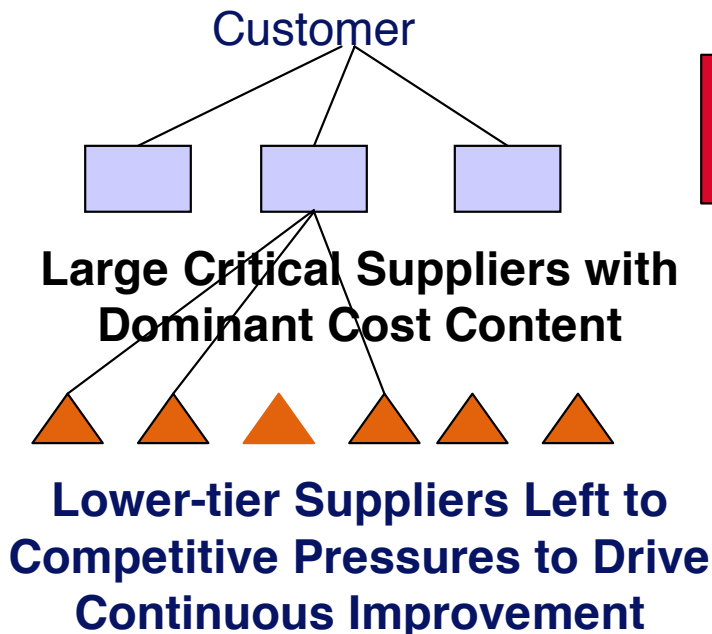 Customer
Large Critical Suppliers with
Dominant Cost Content
Lower-tier Suppliers Left to
Competitive Pressures to Drive
Continuous Improvement